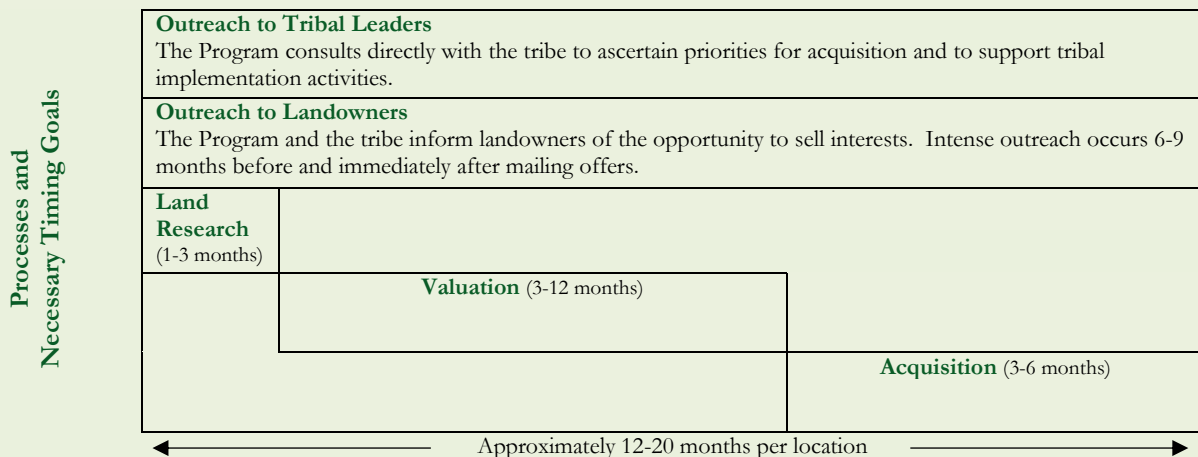 Processes and
Necessary Timing Goals
Outreach to Tribal Leaders
The Program consults directly with the tribe to ascertain priorities for acquisition and to support tribal
implementation activities.
Outreach to Landowners
The Program and the tribe inform landowners of the opportunity to sell interests.  Intense outreach occurs 6-9
months before and immediately after mailing offers.
Land
Research
(1-3 months)
Valuation (3-12 months)
Acquisition (3-6 months)
Approximately 12-20 months per location